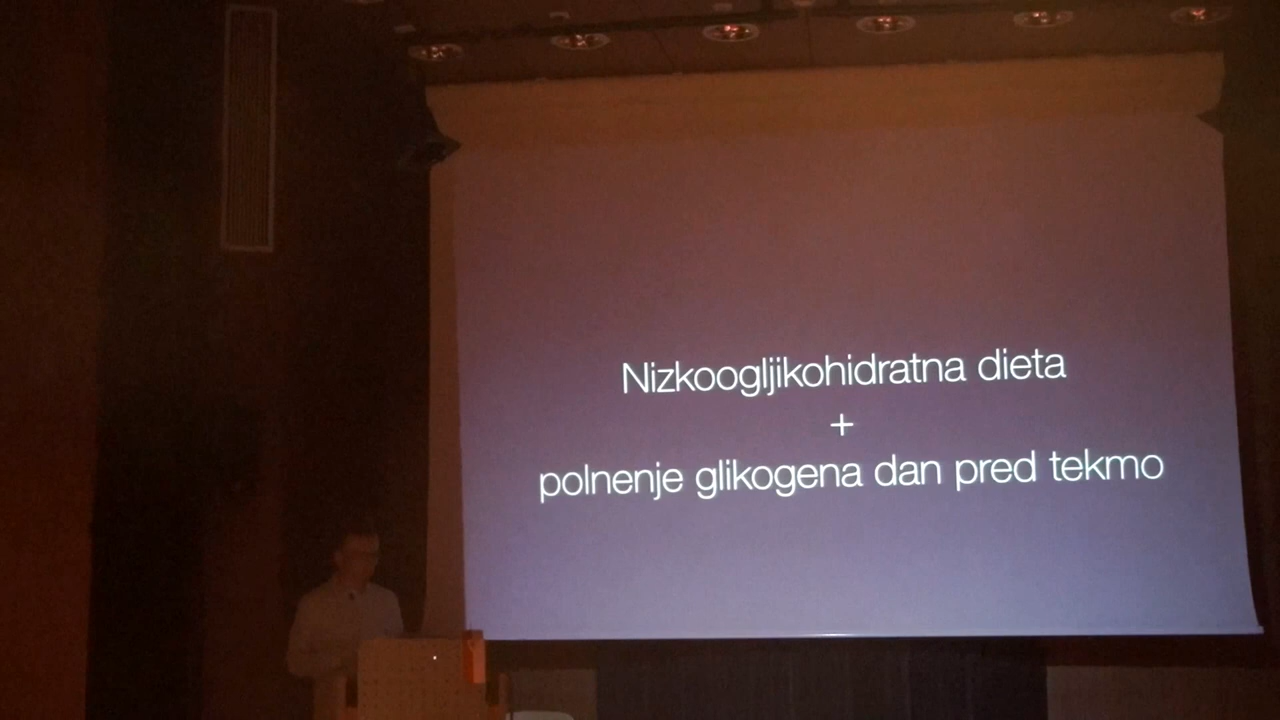 Nizkoogljikohidratna dieta
+
polnenje glikogena dan pred tekmo